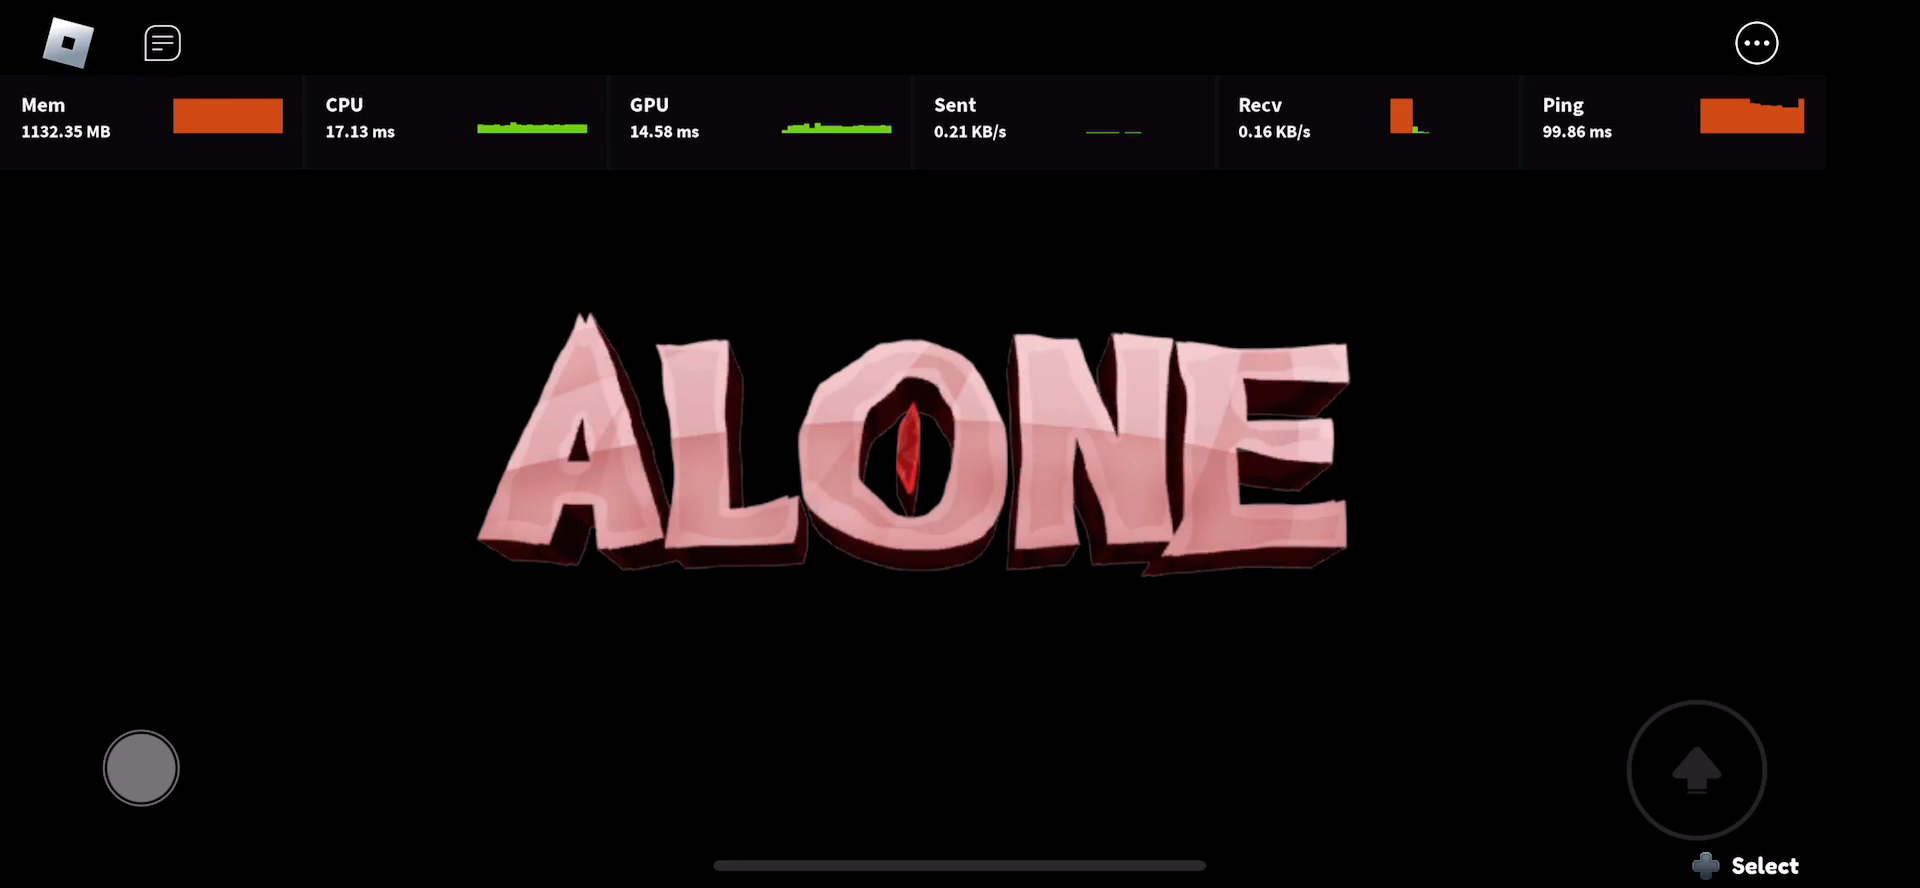 Mem
1132.35 MB
CPU
17.13 ms
GPU
14.58 ms
Sent
0.21 KB/s
Recv
0.16 KB/s
Ping
99.86 ms
ALONE
Select